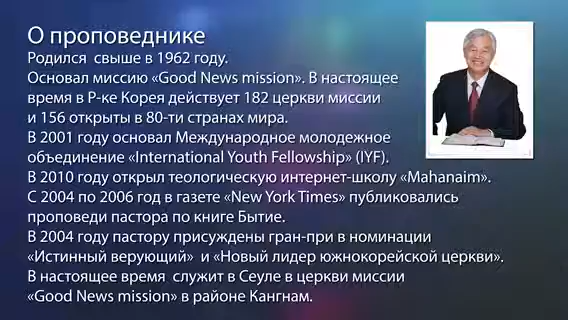 О проповеднике
Родился свыше в 1962 году.
Основал миссию «Good News mission». В настоящее
время в Р-ке Корея действует 182 церкви миссии
и 156 открыты в 80-ти странах мира.
В 2001 году основал Международное молодежное
объединение «International Youth Fellowship» (IYF).
В 2010 году открыл теологическую интернет-школу «Mahanaim».
С 2004 по 2006 год в газете «New York Times» публиковались
проповеди пастора по книге Бытие.
В 2004 году пастору присуждены гран-при в номинации
«Истинный верующий» и «Новый лидер южнокорейской церкви».
В настоящее время служит в Сеуле в церкви миссии
«Good News mission» в районе Кангнам.